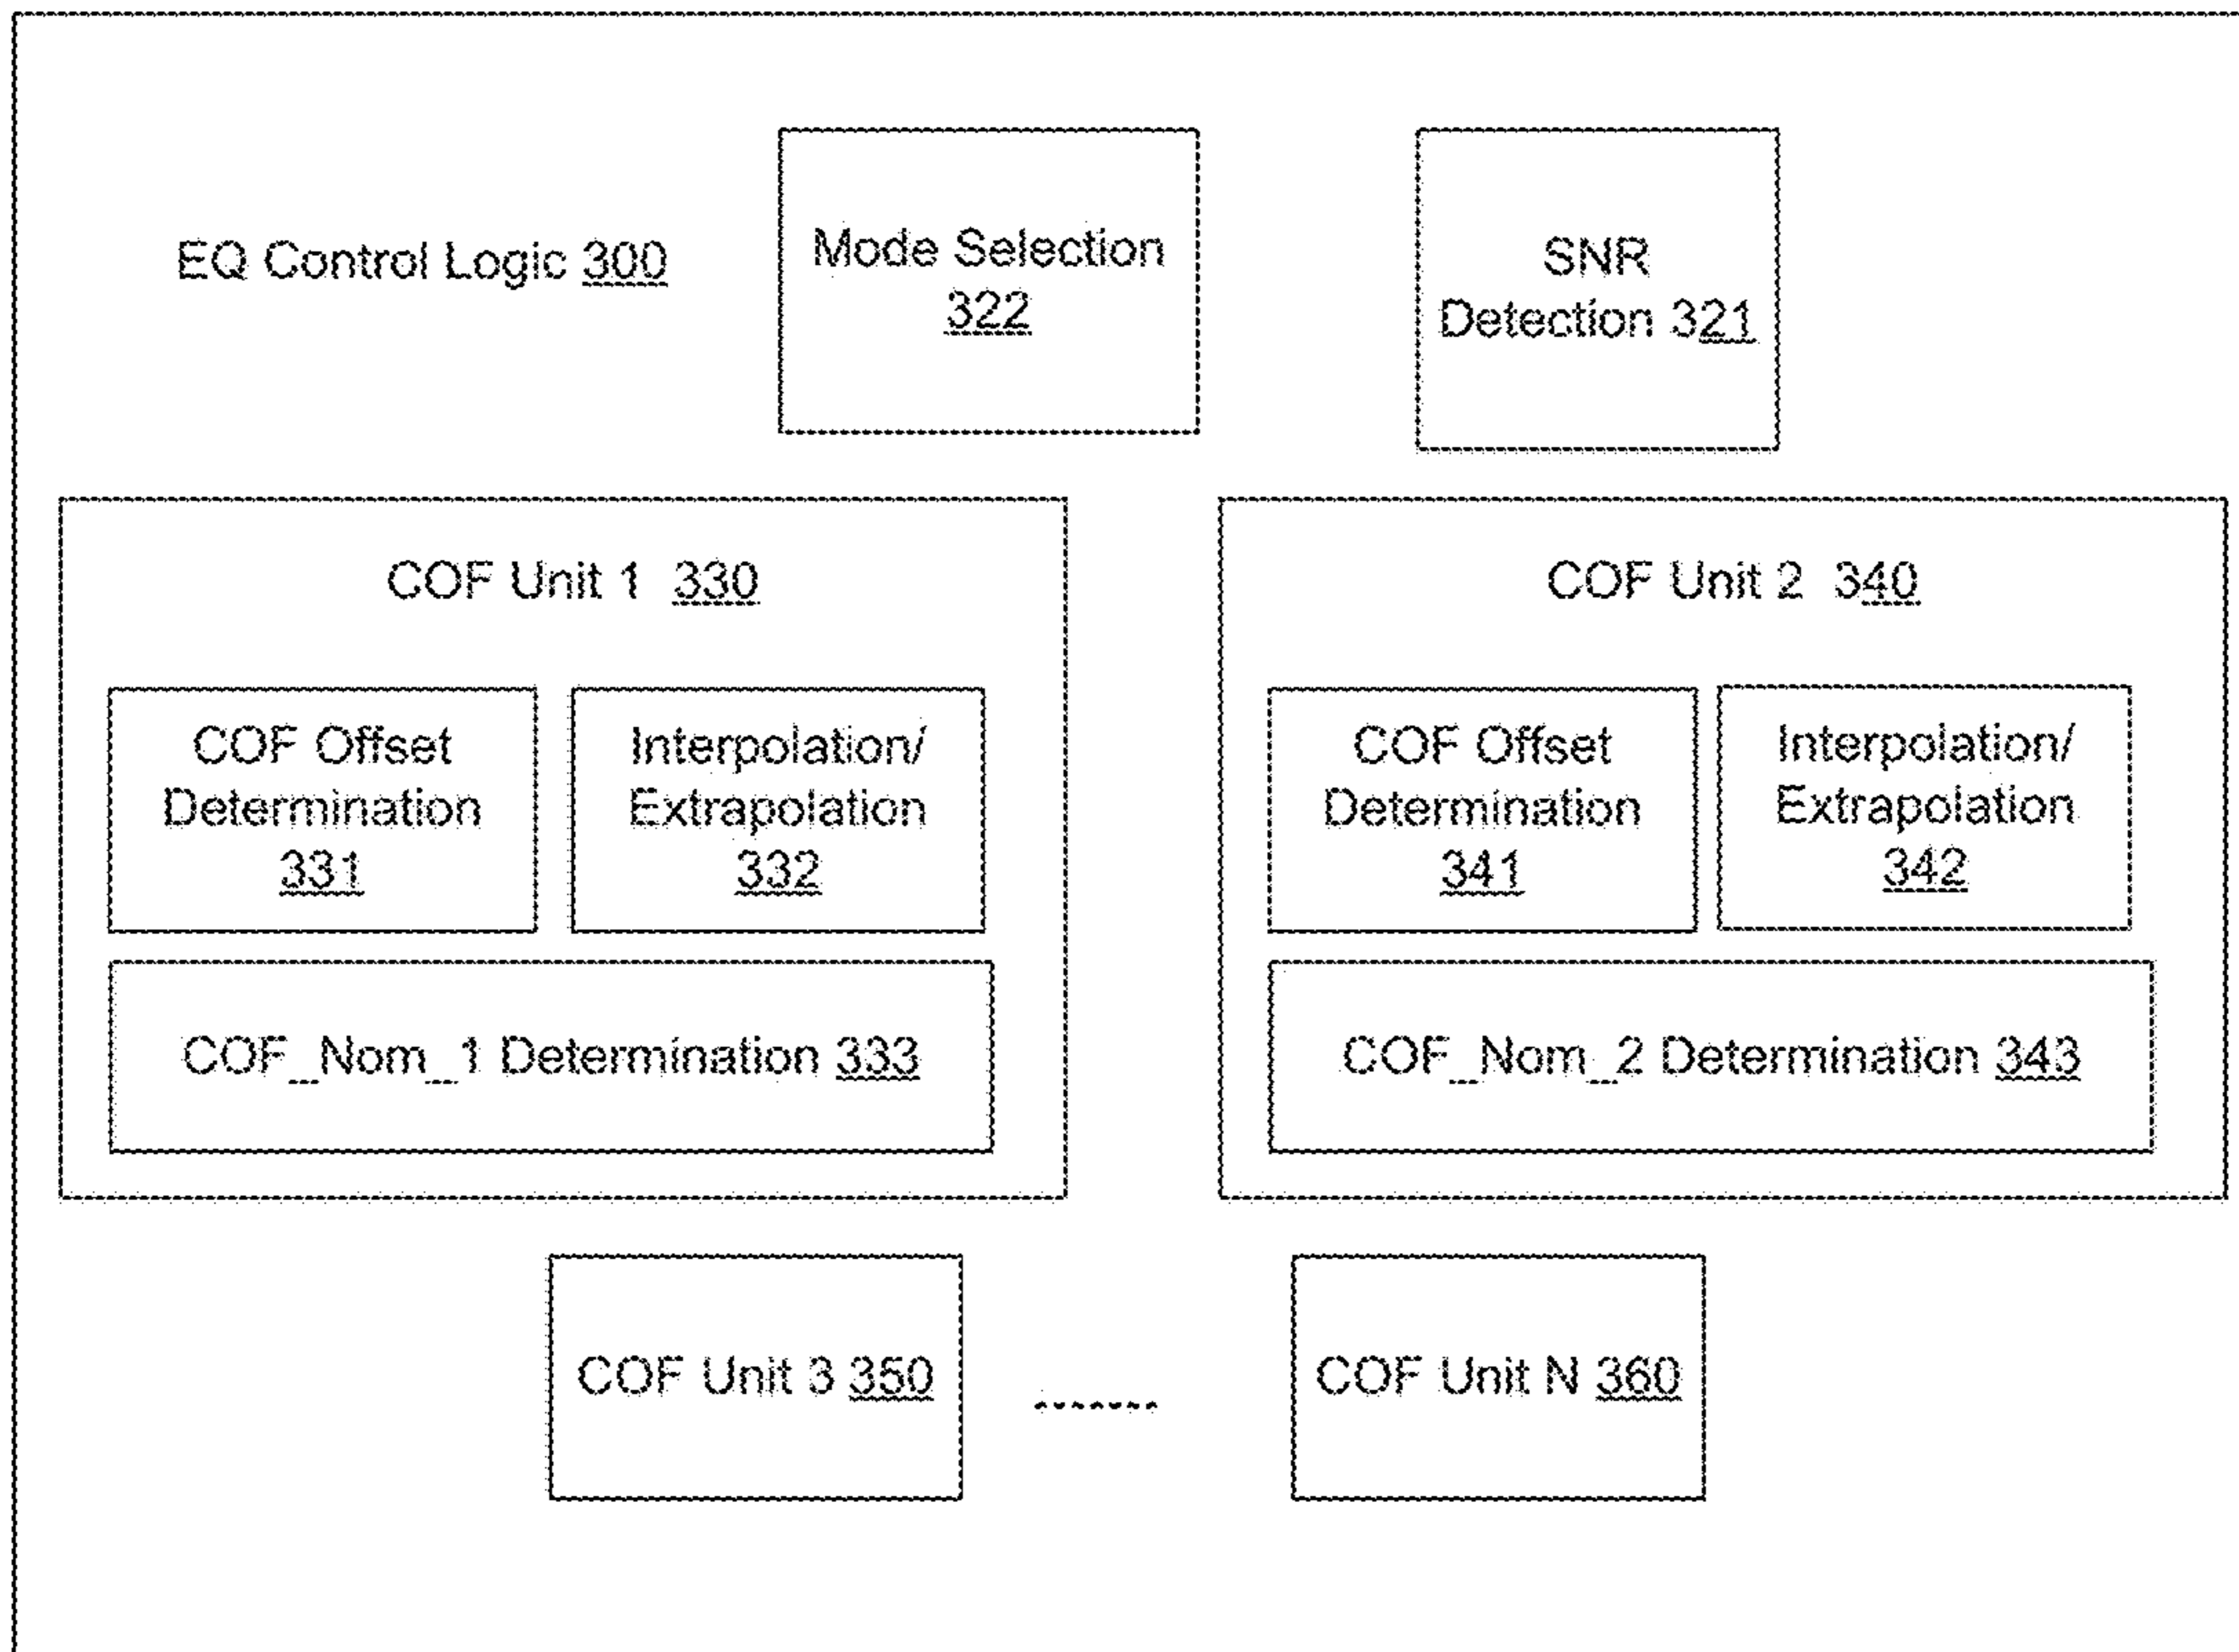 EQ Control Logic 300
Mode Selection
322
SNR
Detection 321
COF Unit 1 330
COF Offset
Determination
331
Interpolation/
Extrapolation
332
COF_Nom_1 Determination 333
COF Unit 2 340
COF Offset
Determination
341
Interpolation/
Extrapolation
342
COF_Nom_2 Determination 343
COF Unit 3 350
.......
COF Unit N 360